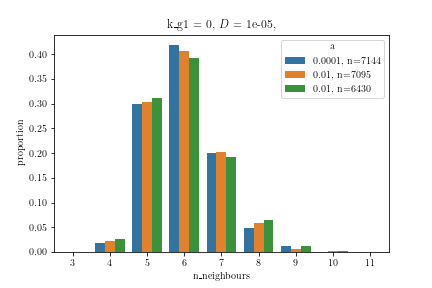 k_g1 = 0, D = 1e-05,
a
0.0001, n=7144
0.01, n=7095
0.01, n=6430
proportion
0.40
0.35
0.30
0.25
0.20
0.15
0.10
0.05
0.00
3 4 5 6 7 8 9 10 11
n_neighbours